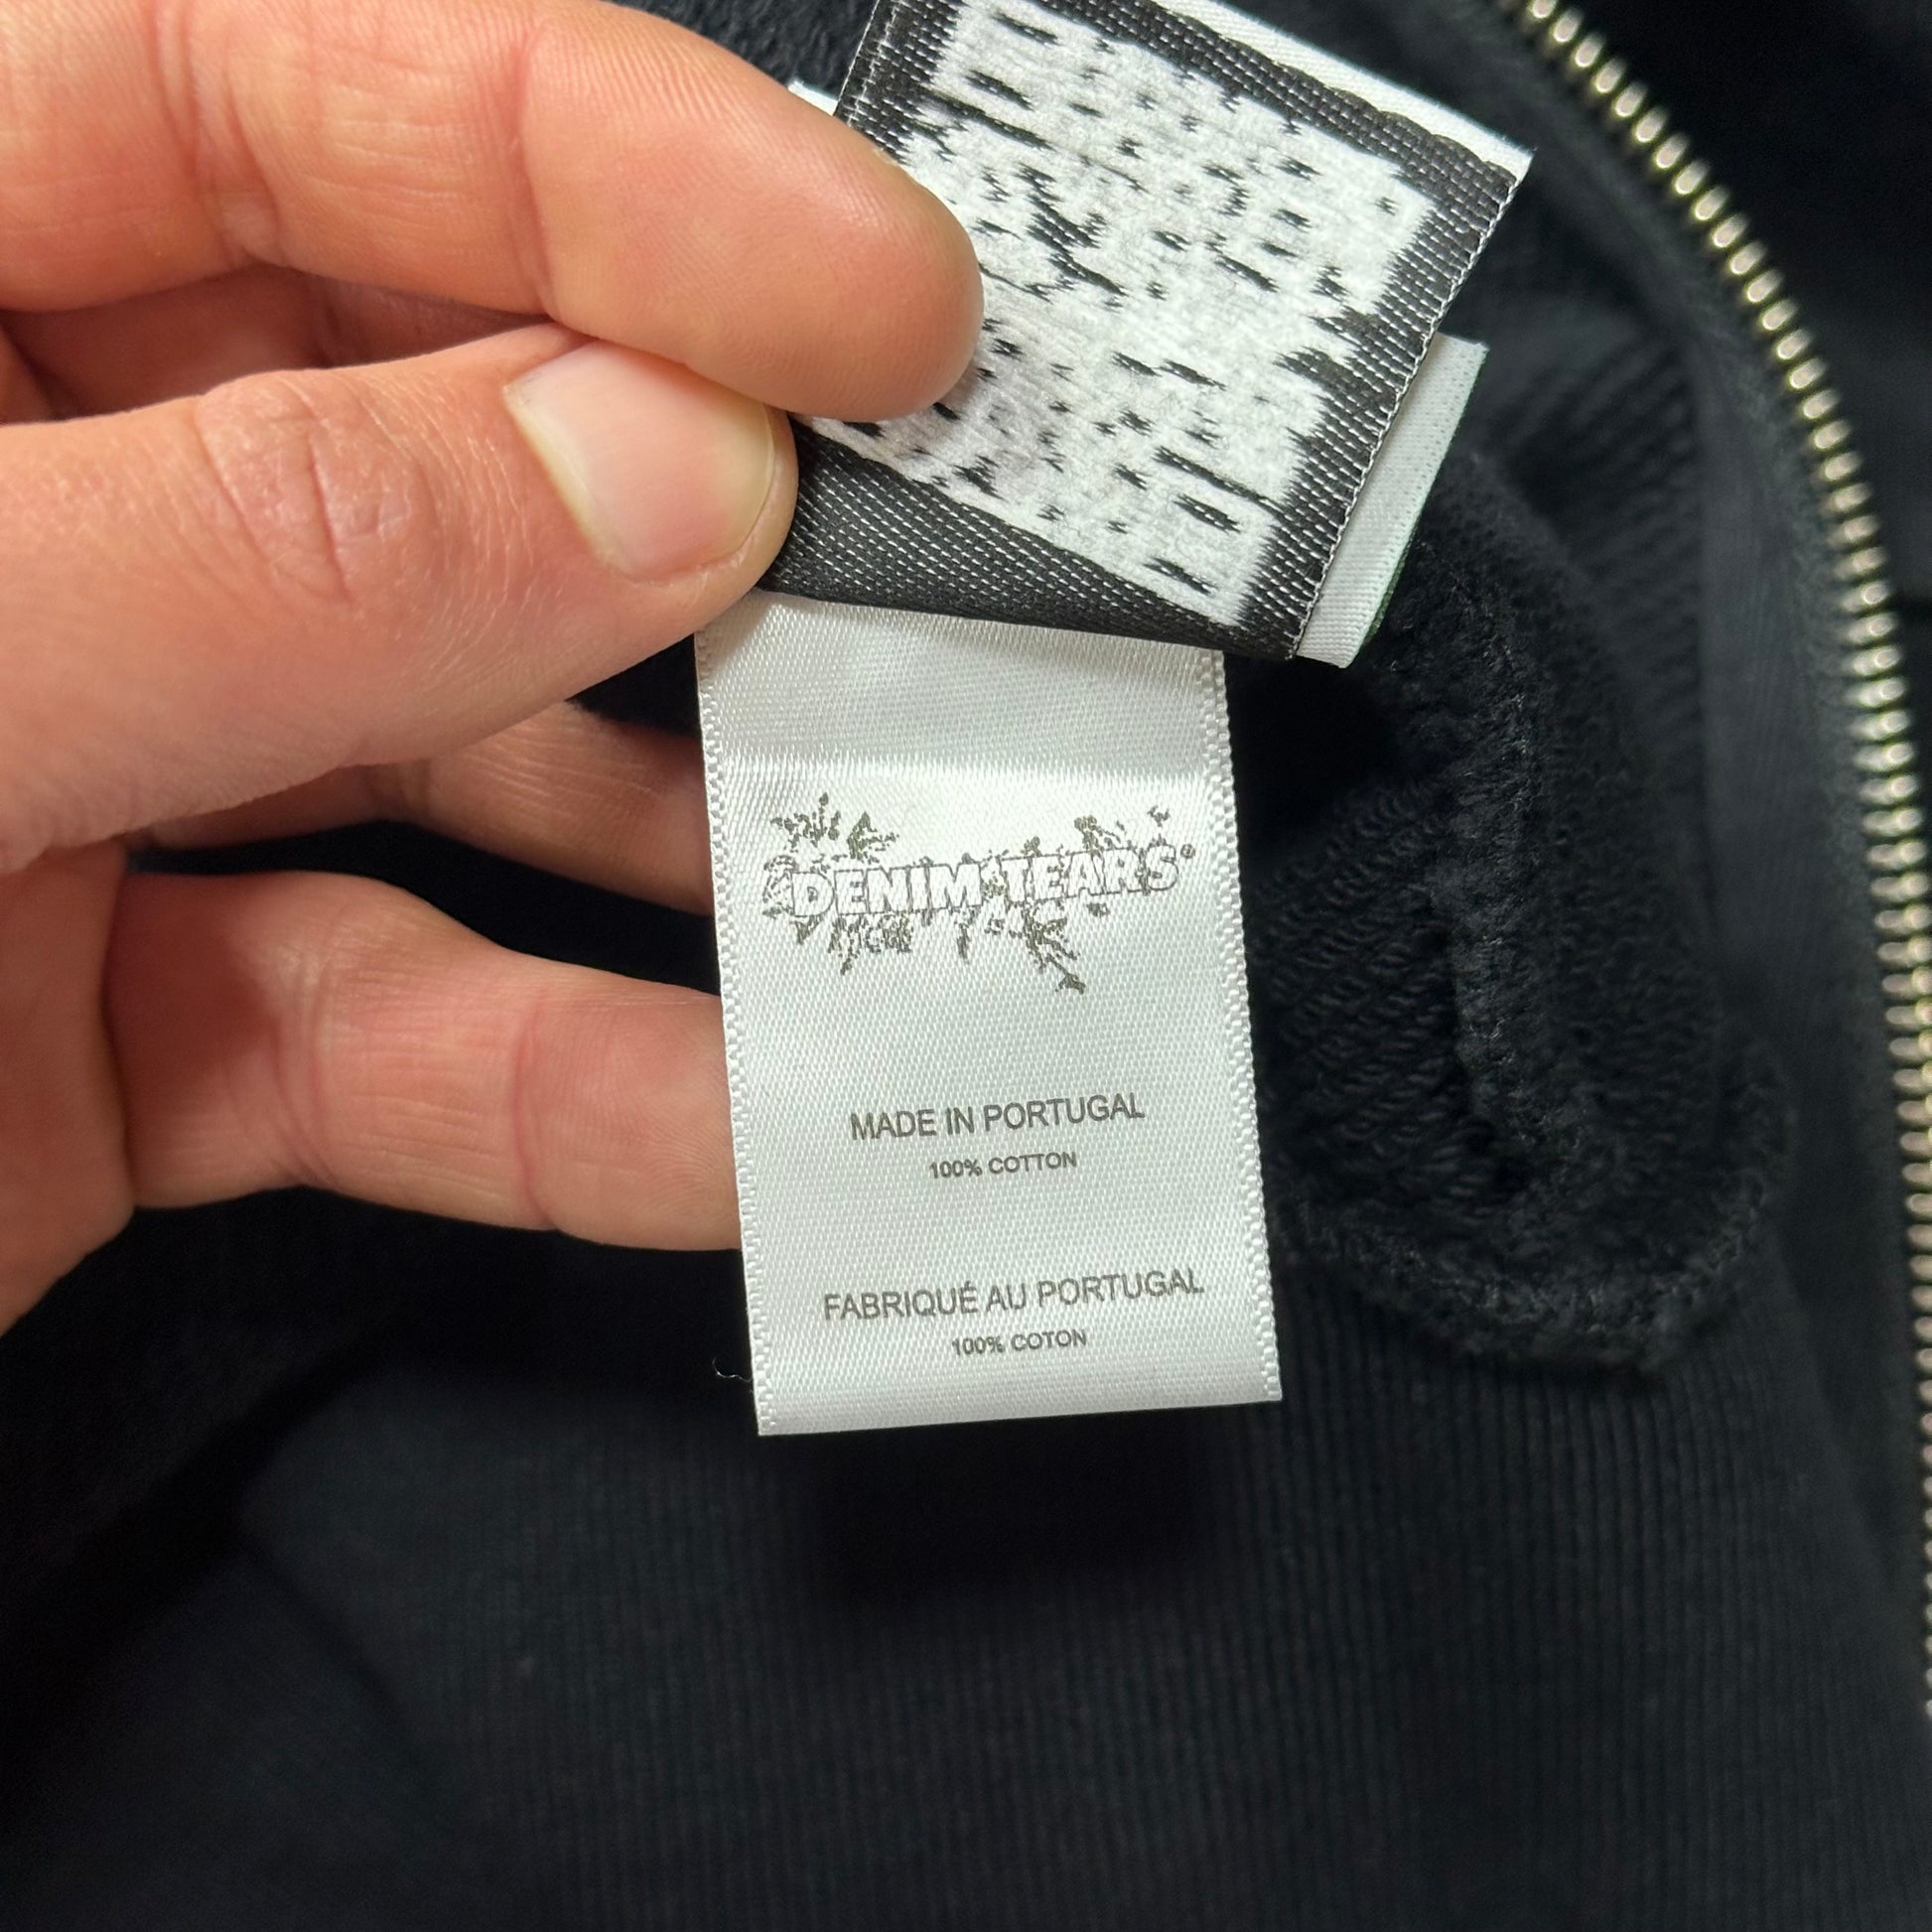 DENIM TEARS®
MADE IN PORTUGAL
100% COTTON
FABRIQUÉ AU PORTUGAL
100% COTON